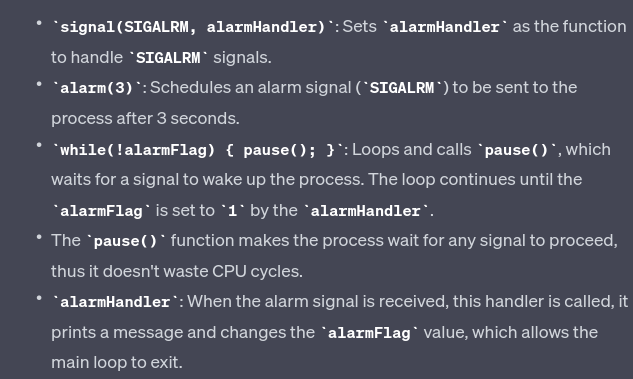 • `signal(SIGALRM, alarmHandler)`: Sets `alarmHandler` as the function
to handle `SIGALRM` signals.
• `alarm(3)`: Schedules an alarm signal (`SIGALRM`) to be sent to the
process after 3 seconds.
• `while(!alarmFlag) { pause(); }`: Loops and calls `pause()`, which
waits for a signal to wake up the process. The loop continues until the
`alarmFlag` is set to `1` by the `alarmHandler`.
• The `pause()` function makes the process wait for any signal to proceed,
thus it doesn't waste CPU cycles.
• `alarmHandler`: When the alarm signal is received, this handler is called, it
prints a message and changes the `alarmFlag` value, which allows the
main loop to exit.